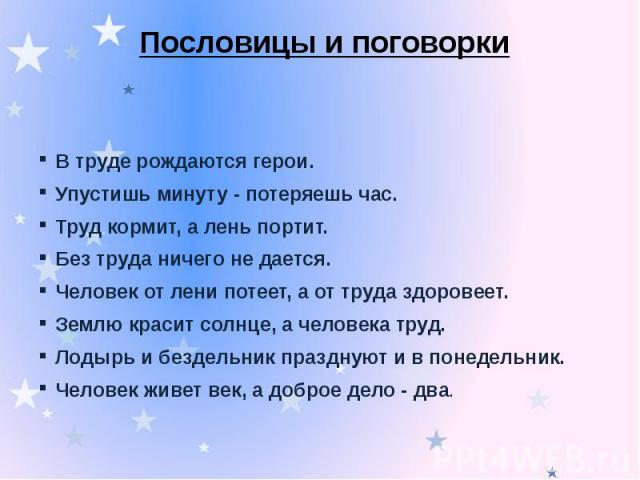 Пословицы и поговорки
В труде рождаются герои.
Упустишь минуту - потеряешь час.
Труд кормит, а лень портит.
Без труда ничего не дается.
Человек от лени потеет, а от труда здоровеет.
Землю красит солнце, а человека труд.
Лодырь и бездельник празднуют и в понедельник.
Человек живет век, а доброе дело - два.
PPt4WEB.ru